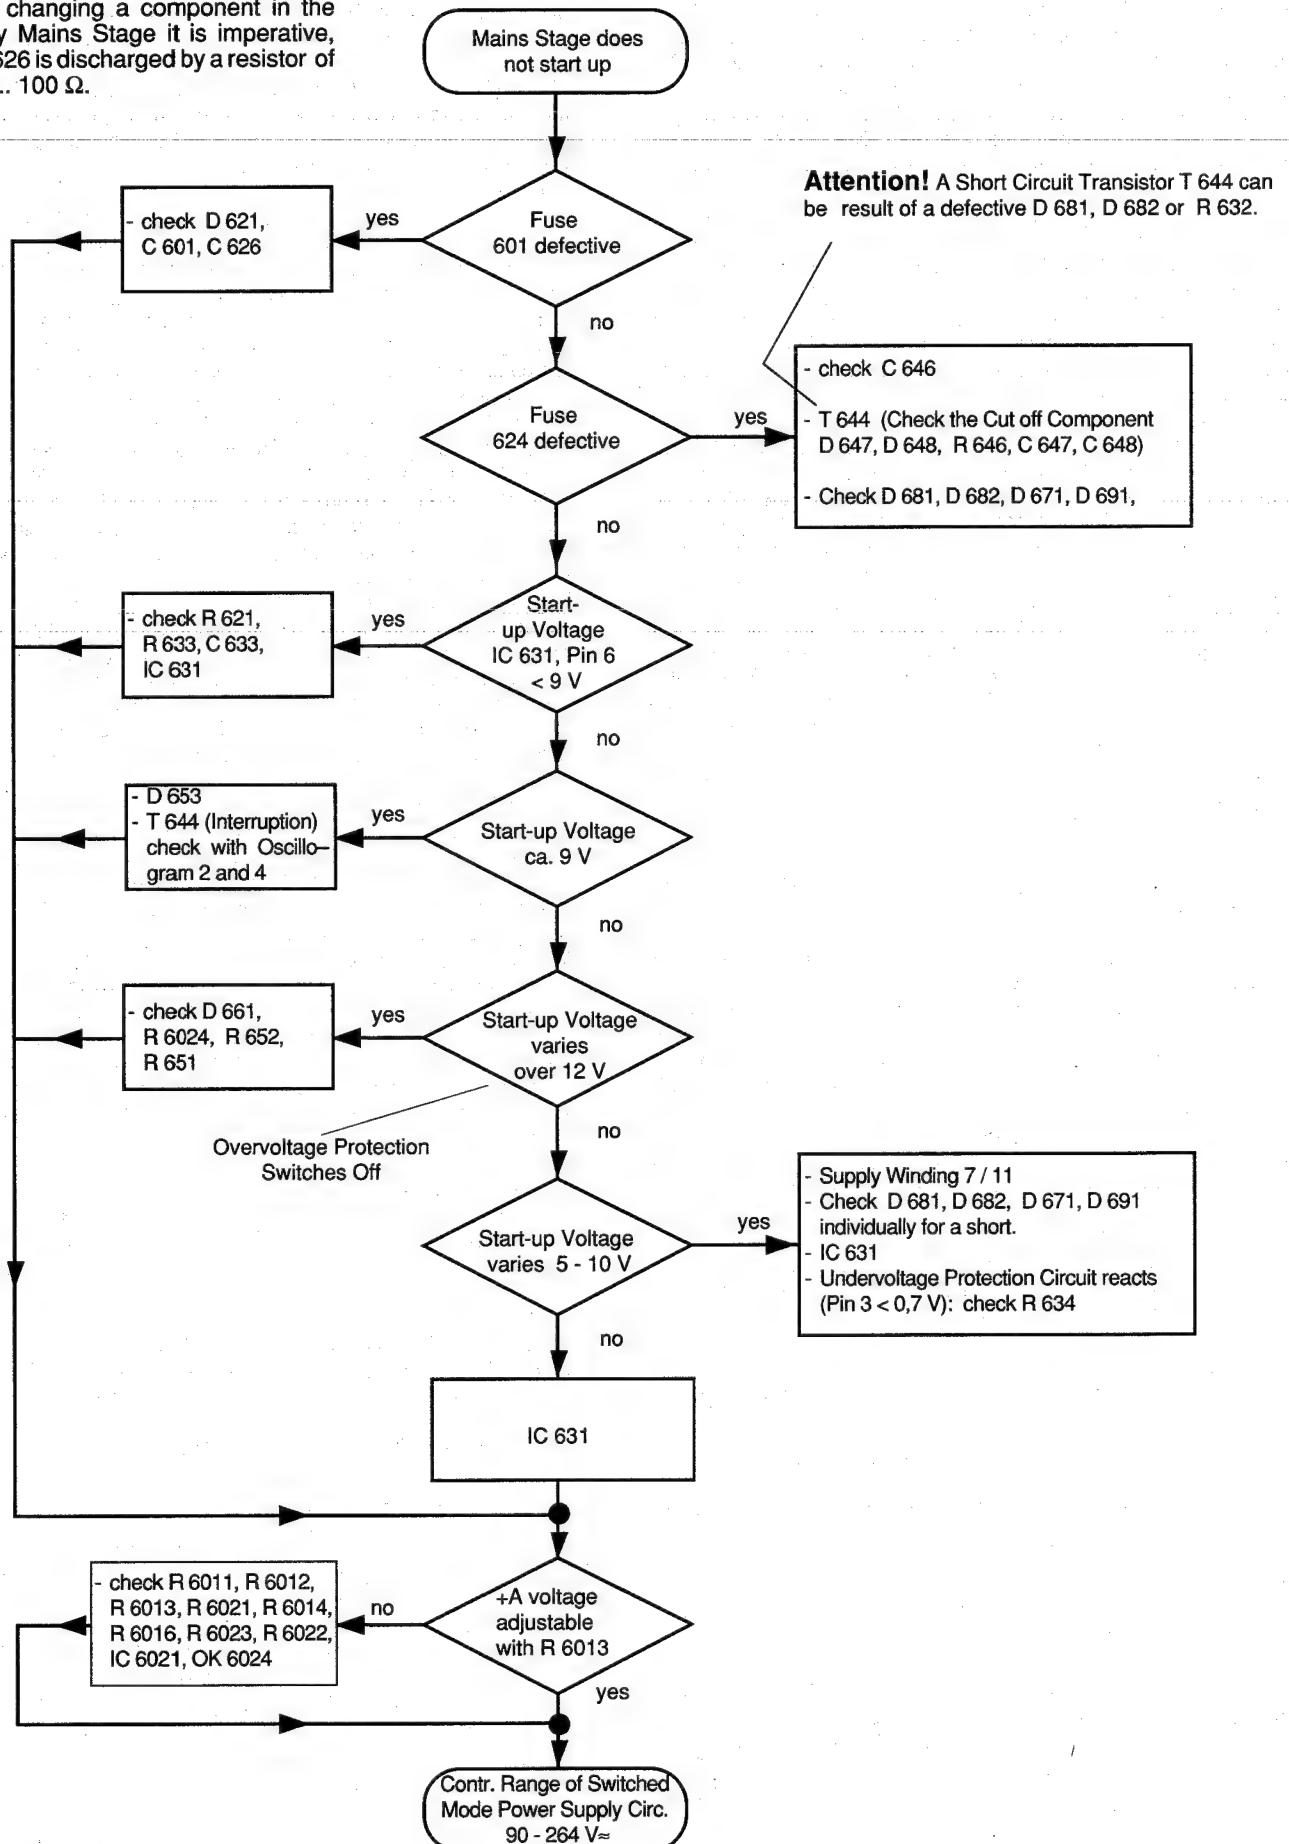 changing a component in the
Mains Stage it is imperative,
626 is discharged by a resistor of
.. 100 Ω.
Mains Stage does
not start up
Attention! A Short Circuit Transistor T 644 can
be result of a defective D 681, D 682 or R 632.
Fuse
601 defective
yes
- check D 621,
C 601, C 626
no
Fuse
624 defective
yes
- check C 646
- T 644 (Check the Cut off Component
D 647, D 648, R 646, C 647, C 648)
- Check D 681, D 682, D 671, D 691,
no
Start-
up Voltage
IC 631, Pin 6
< 9 V
yes
- check R 621,
R 633, C 633,
IC 631
no
Start-up Voltage
ca. 9 V
yes
- D 653
- T 644 (Interruption)
check with Oscillo-
gram 2 and 4
no
Start-up Voltage
varies
over 12 V
yes
- check D 661,
R 6024, R 652,
R 651
Overvoltage Protection
Switches Off
no
Start-up Voltage
varies 5 - 10 V
yes
- Supply Winding 7 / 11
- Check D 681, D 682, D 671, D 691
individually for a short.
- IC 631
- Undervoltage Protection Circuit reacts
(Pin 3 < 0,7 V): check R 634
no
IC 631
+A voltage
adjustable
with R 6013
no
- check R 6011, R 6012,
R 6013, R 6021, R 6014,
R 6016, R 6023, R 6022,
IC 6021, OK 6024
yes
Contr. Range of Switched
Mode Power Supply Circ.
90 - 264 V≈